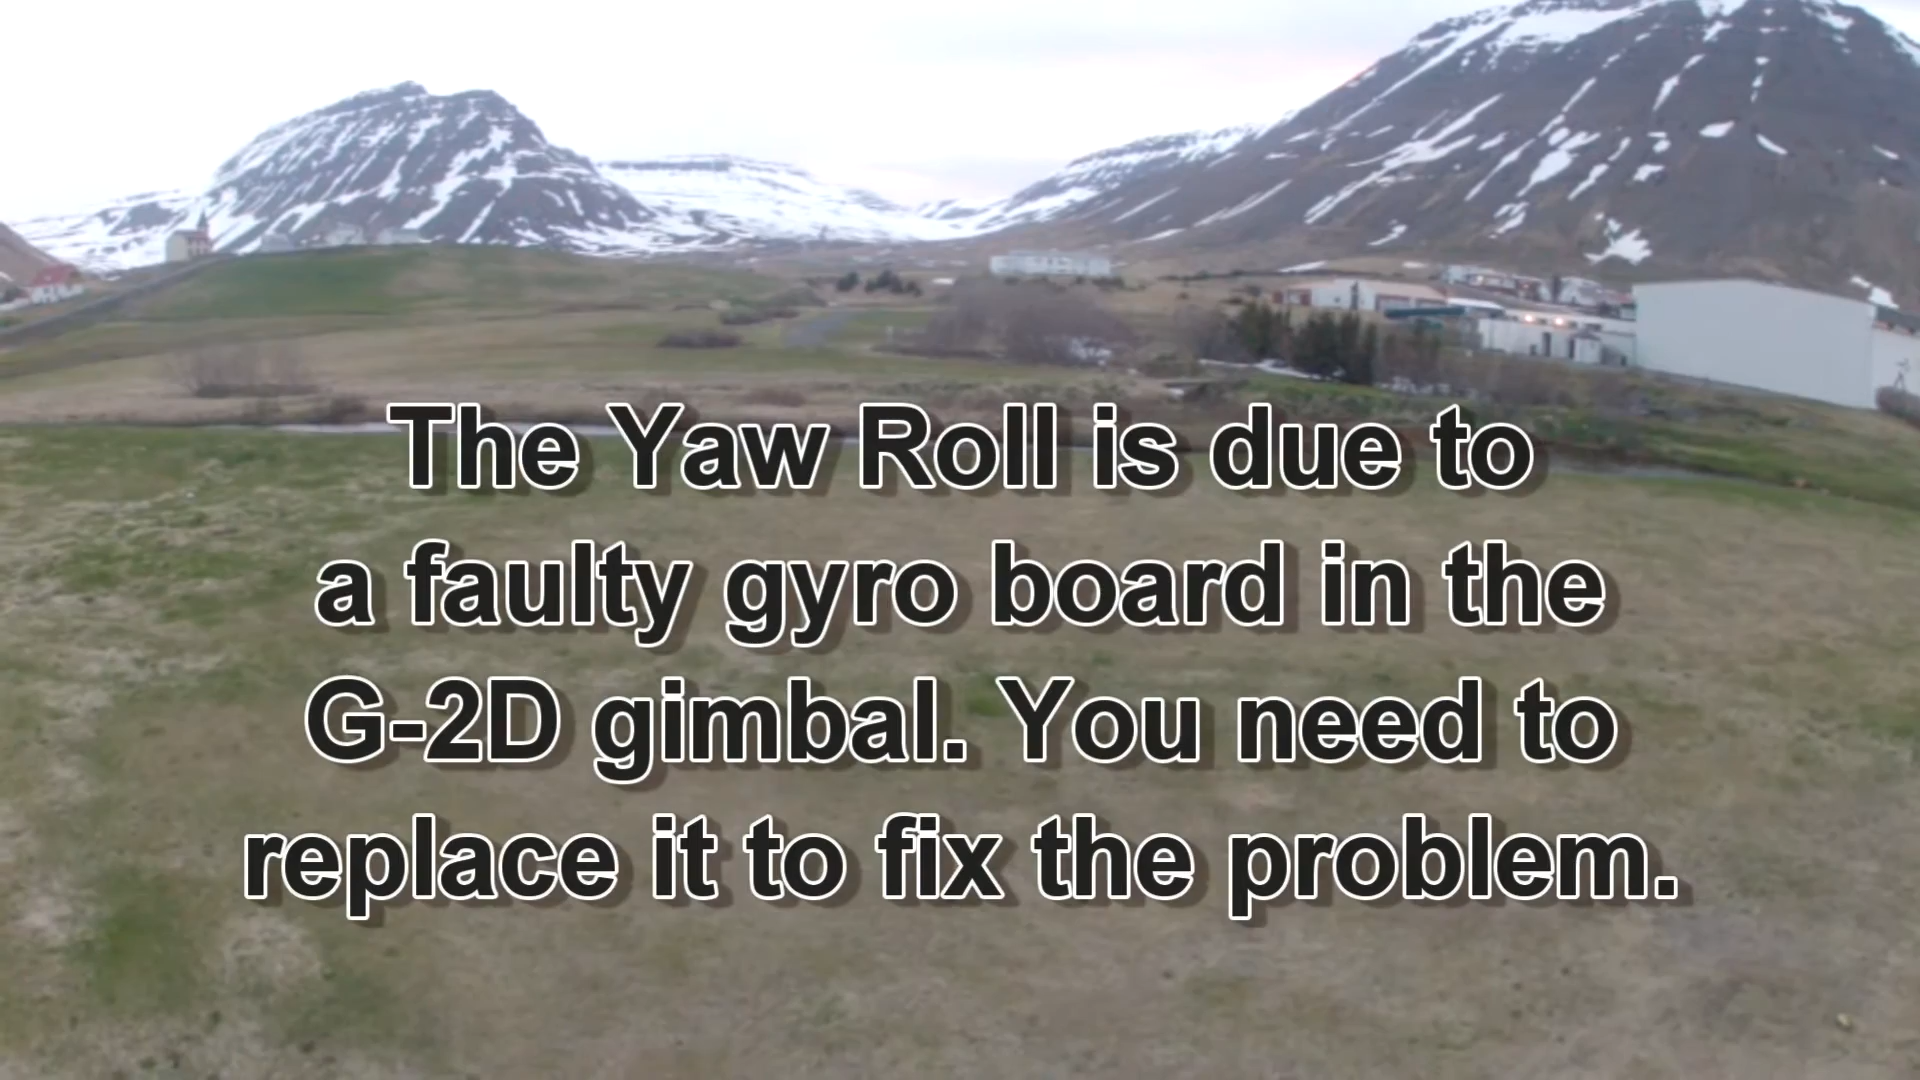 The Yaw Roll is due to
a faulty gyro board in the
G-2D gimbal. You need to
replace it to fix the problem.